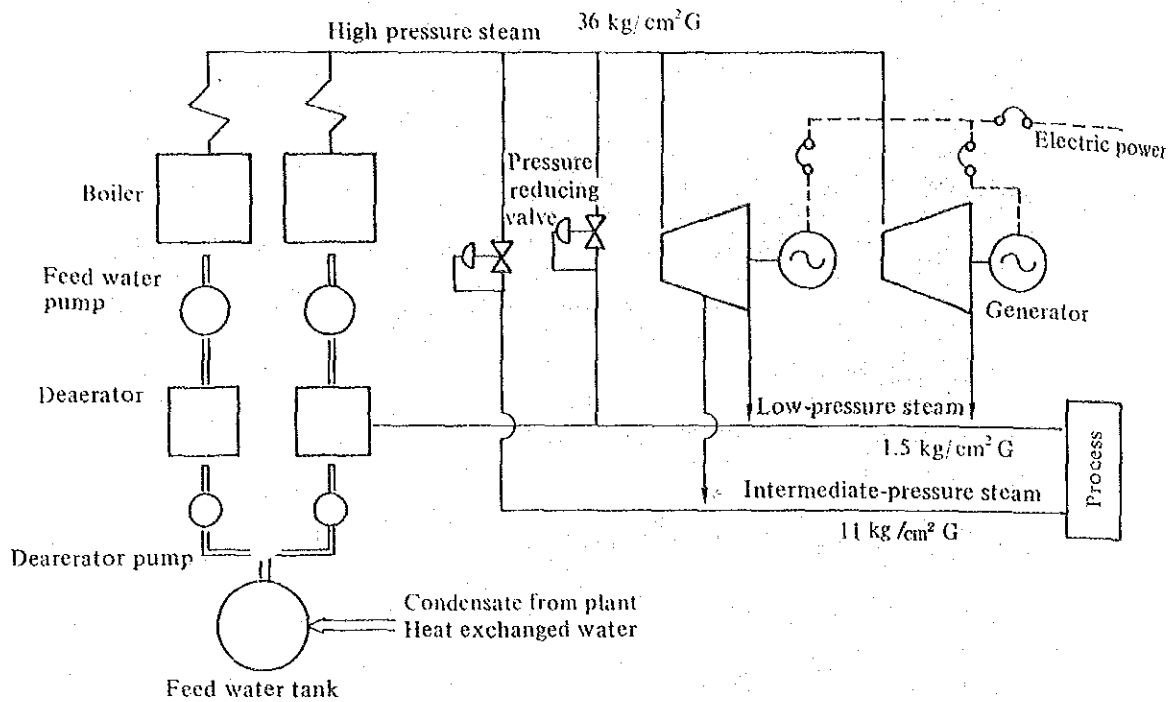 High pressure steam
36 kg/cm²G
Pressure
reducing
valve
Electric power
Boiler
Feed water
pump
Generator
Deaerator
Low-pressure steam
1.5 kg/cm² G
Process
Intermediate-pressure steam
11 kg/cm² G
Dearerator pump
Condensate from plant
Heat exchanged water
Feed water tank